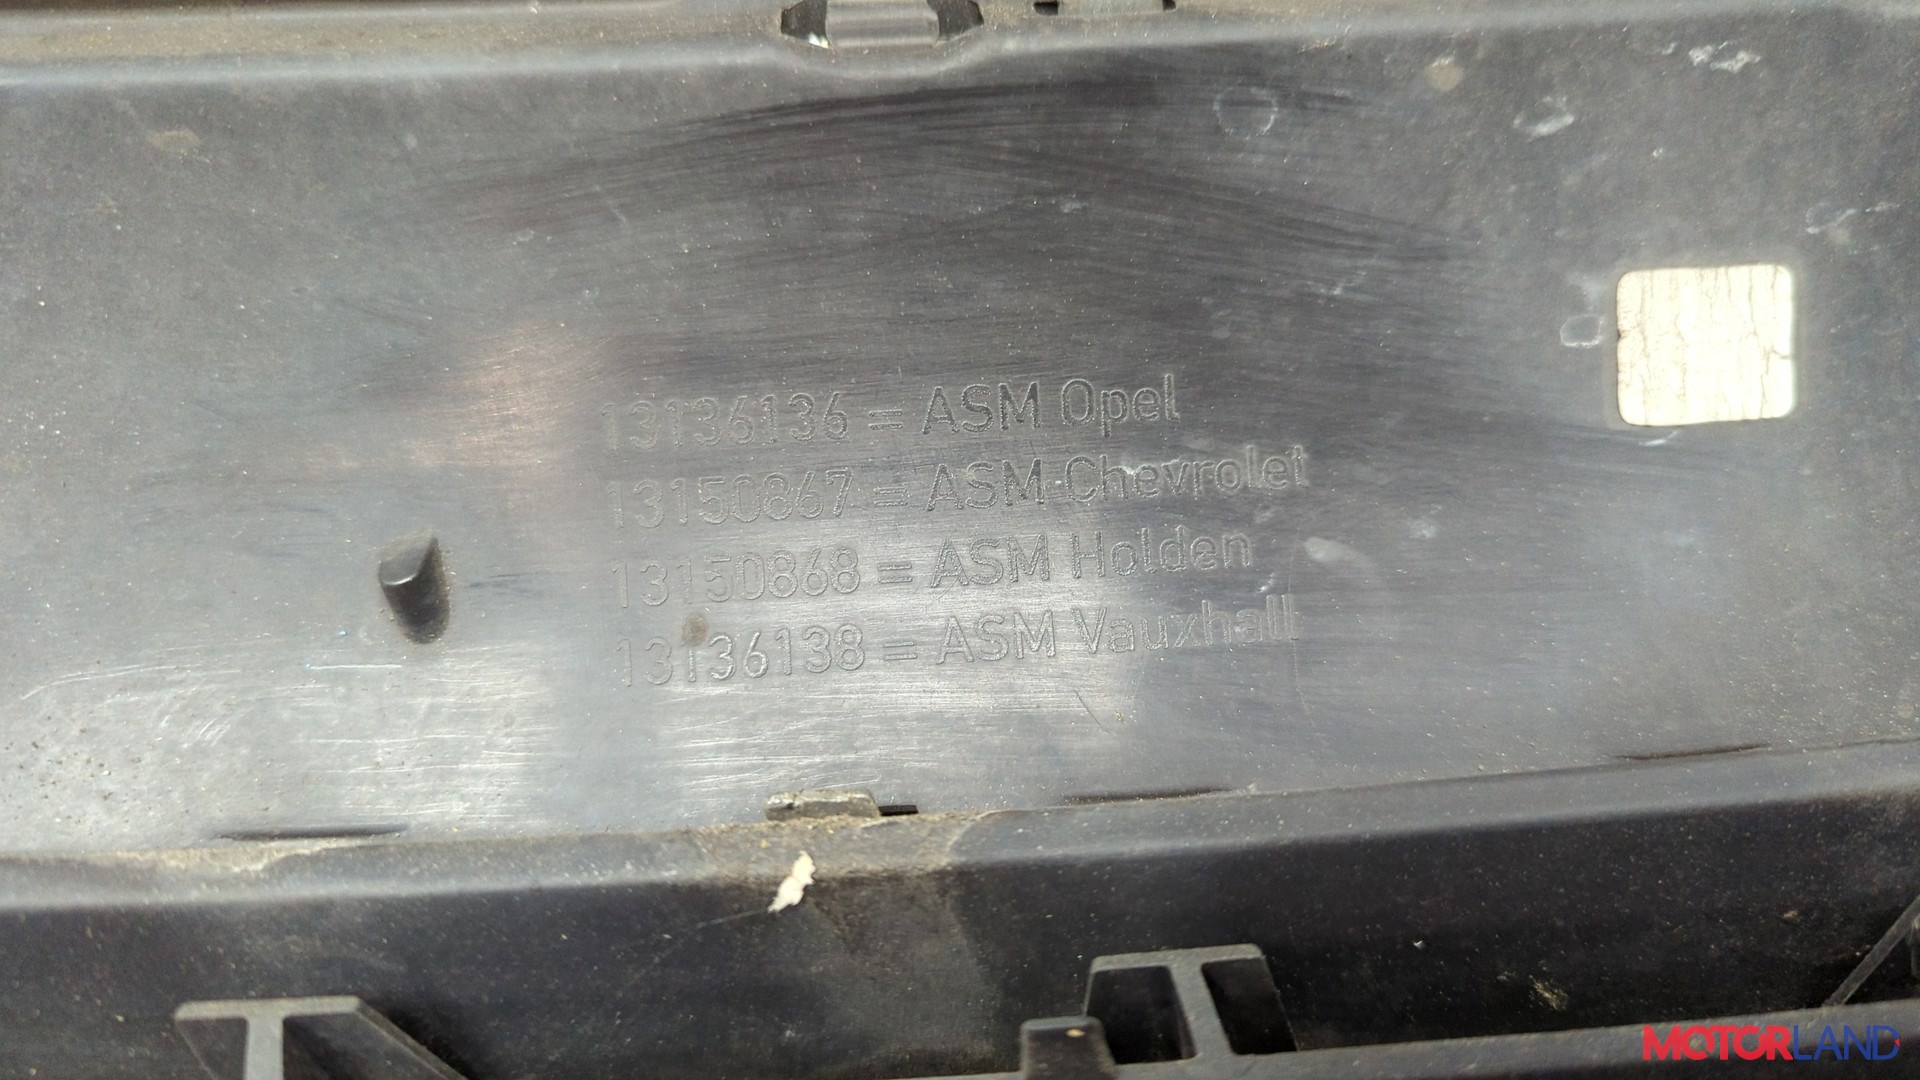 13136136 = ASM Opel
13150867 = ASM Chevrolet
13150868 = ASM Holden
13136138 = ASM Vauxhall
MOTORLAND